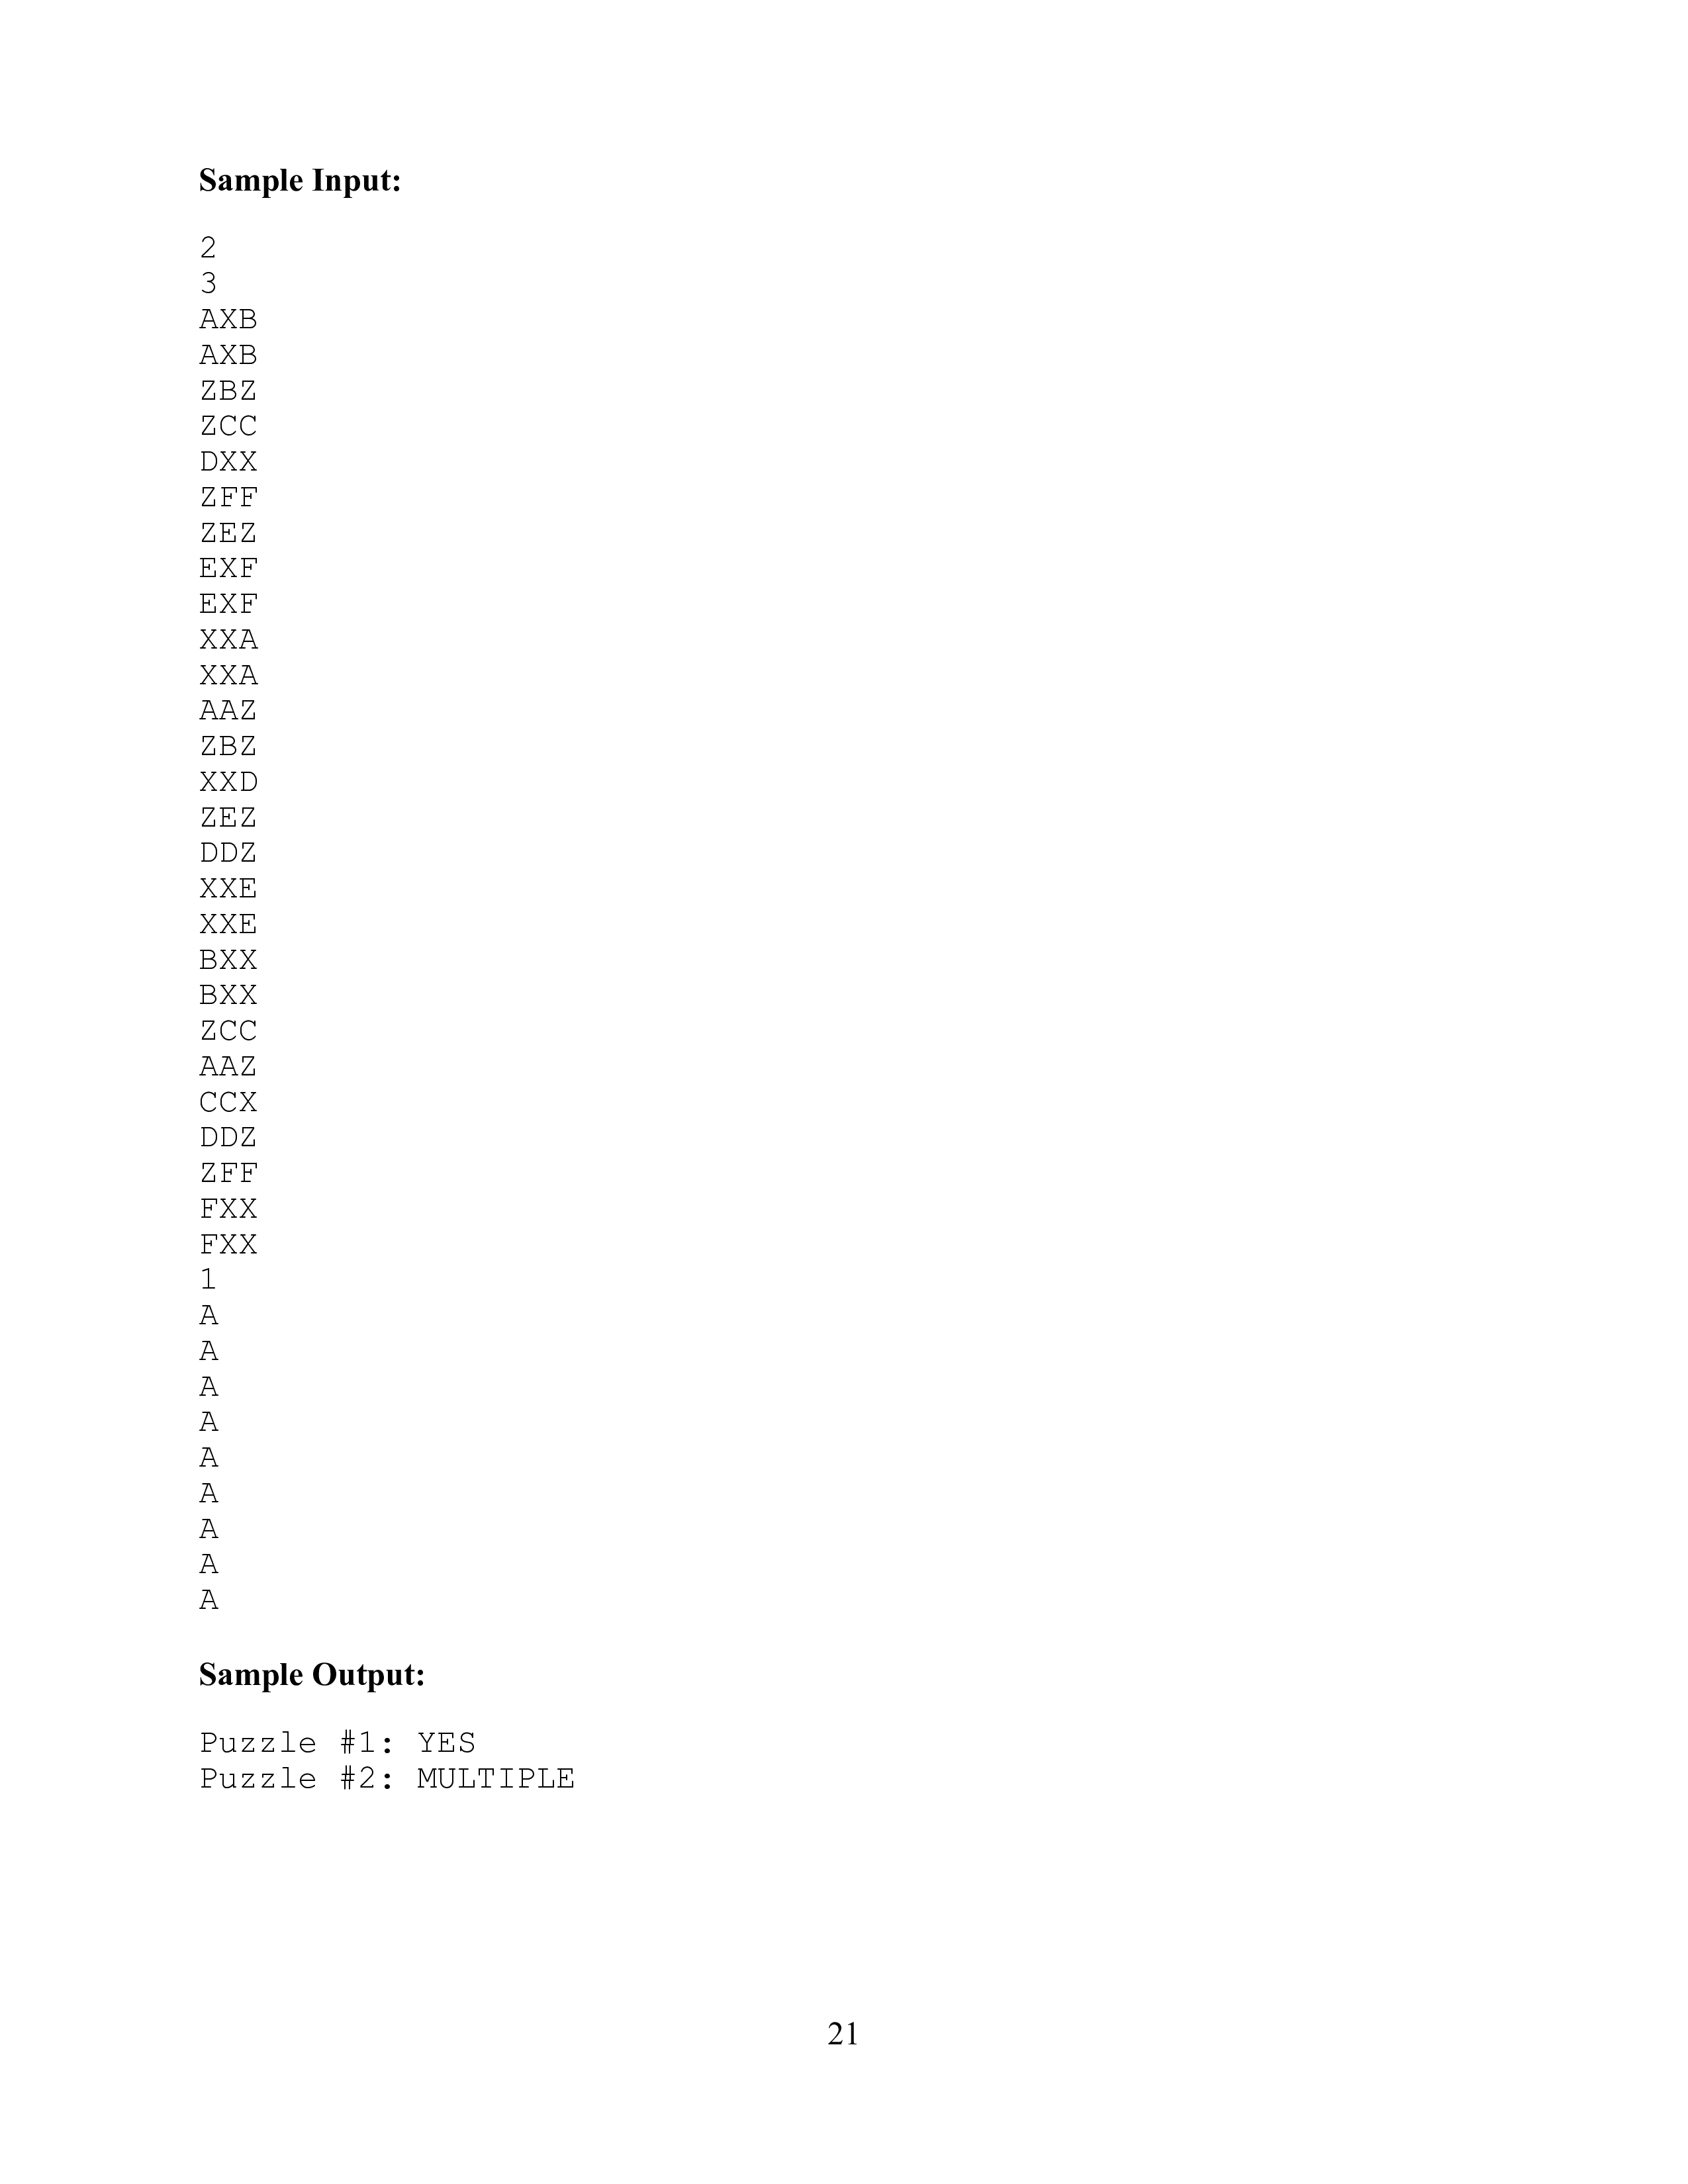 Sample Input:
2
3
AXB
AXB
ZBZ
ZCC
DXX
ZFF
ZEZ
EXF
EXF
XXA
XXA
AAZ
ZBZ
XXD
ZEZ
DDZ
XXE
XXE
BXX
BXX
ZCC
AAZ
CCX
DDZ
ZFF
FXX
FXX
1
A
A
A
A
A
A
A
A
A
Sample Output:
Puzzle #1: YES
Puzzle #2: MULTIPLE
21